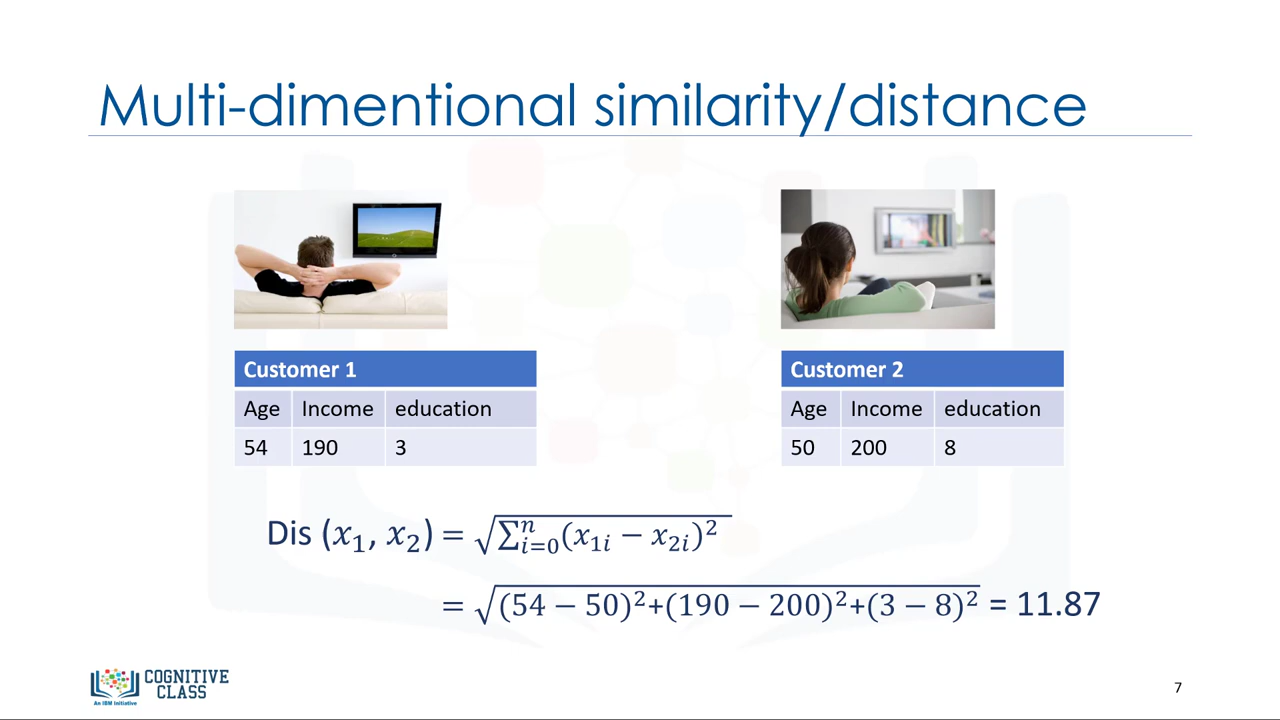 Multi-dimentional similarity/distance
Customer 1
Age Income education
54 190 3
Customer 2
Age Income education
50 200 8
Dis (x₁, x₂) = √∑ⁿᵢ₌₀(x₁ᵢ − x₂ᵢ)²
= √(54 − 50)²+(190 − 200)²+(3 − 8)² = 11.87
COGNITIVE
CLASS
An IBM Initiative
7